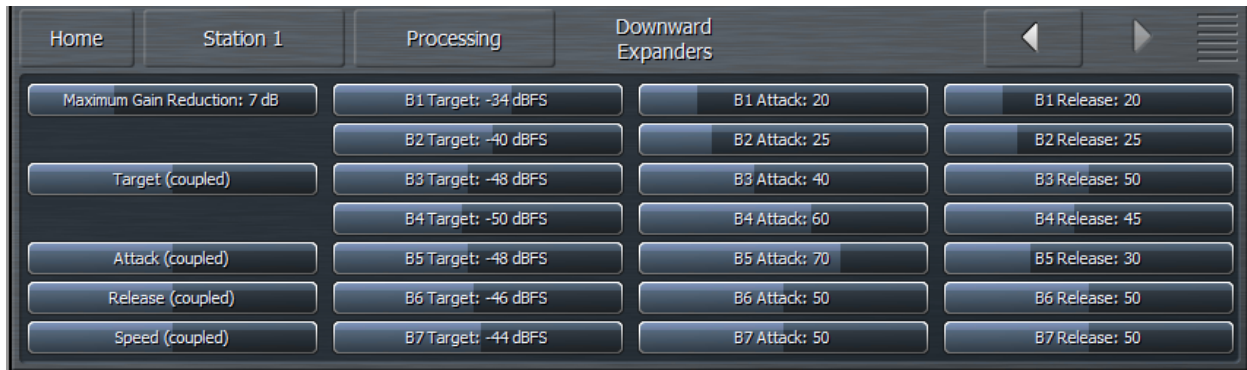 Home
Station 1
Processing
Downward
Expanders
Maximum Gain Reduction: 7 dB
B1 Target: -34 dBFS
B1 Attack: 20
B1 Release: 20
B2 Target: -40 dBFS
B2 Attack: 25
B2 Release: 25
Target (coupled)
B3 Target: -48 dBFS
B3 Attack: 40
B3 Release: 50
B4 Target: -50 dBFS
B4 Attack: 60
B4 Release: 45
Attack (coupled)
B5 Target: -48 dBFS
B5 Attack: 70
B5 Release: 30
Release (coupled)
B6 Target: -46 dBFS
B6 Attack: 50
B6 Release: 50
Speed (coupled)
B7 Target: -44 dBFS
B7 Attack: 50
B7 Release: 50